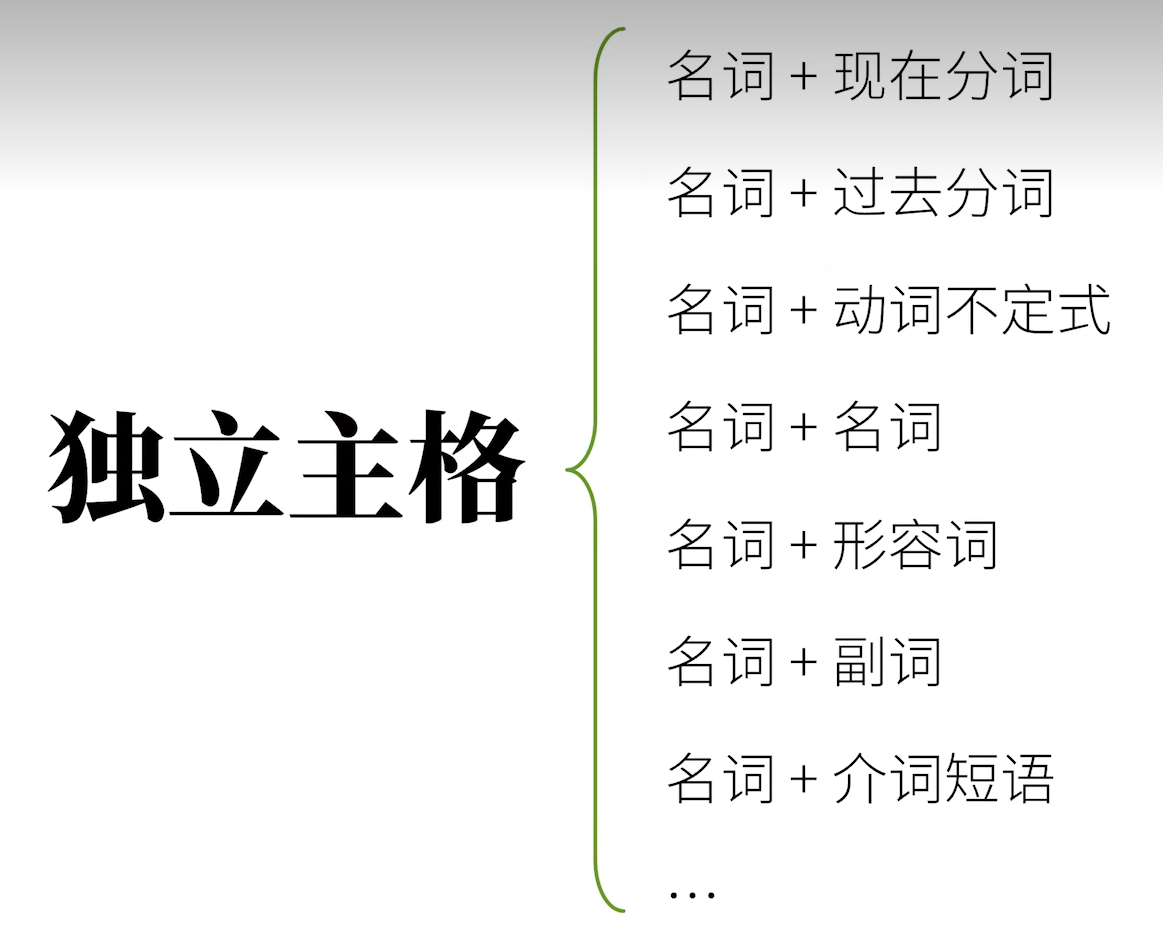 独立主格
名词 + 现在分词
名词 + 过去分词
名词 + 动词不定式
名词 + 名词
名词 + 形容词
名词 + 副词
名词 + 介词短语
...